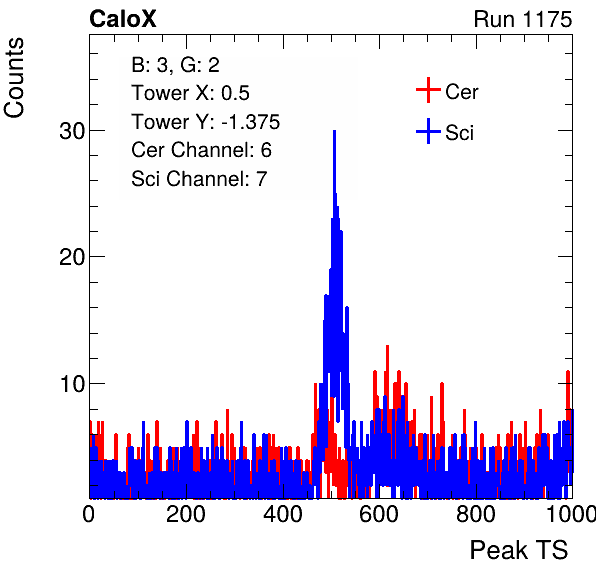 CaloX Run 1175
Counts
B: 3, G: 2
Tower X: 0.5
Tower Y: -1.375
Cer Channel: 6
Sci Channel: 7
Cer
Sci
30
20
10
0 200 400 600 800 1000
Peak TS